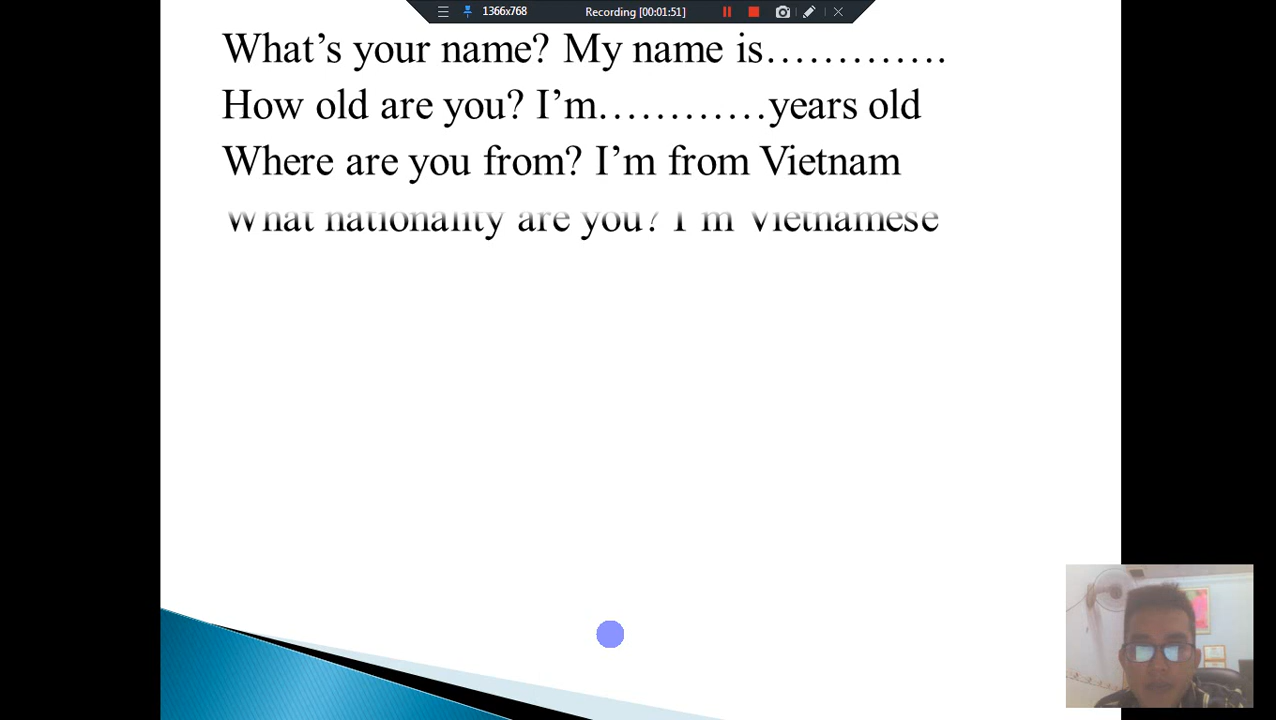 1366x768
Recording [00:01:51]
What’s your name? My name is………….
How old are you? I’m…………years old
Where are you from? I’m from Vietnam
What nationality are you? I’m Vietnamese